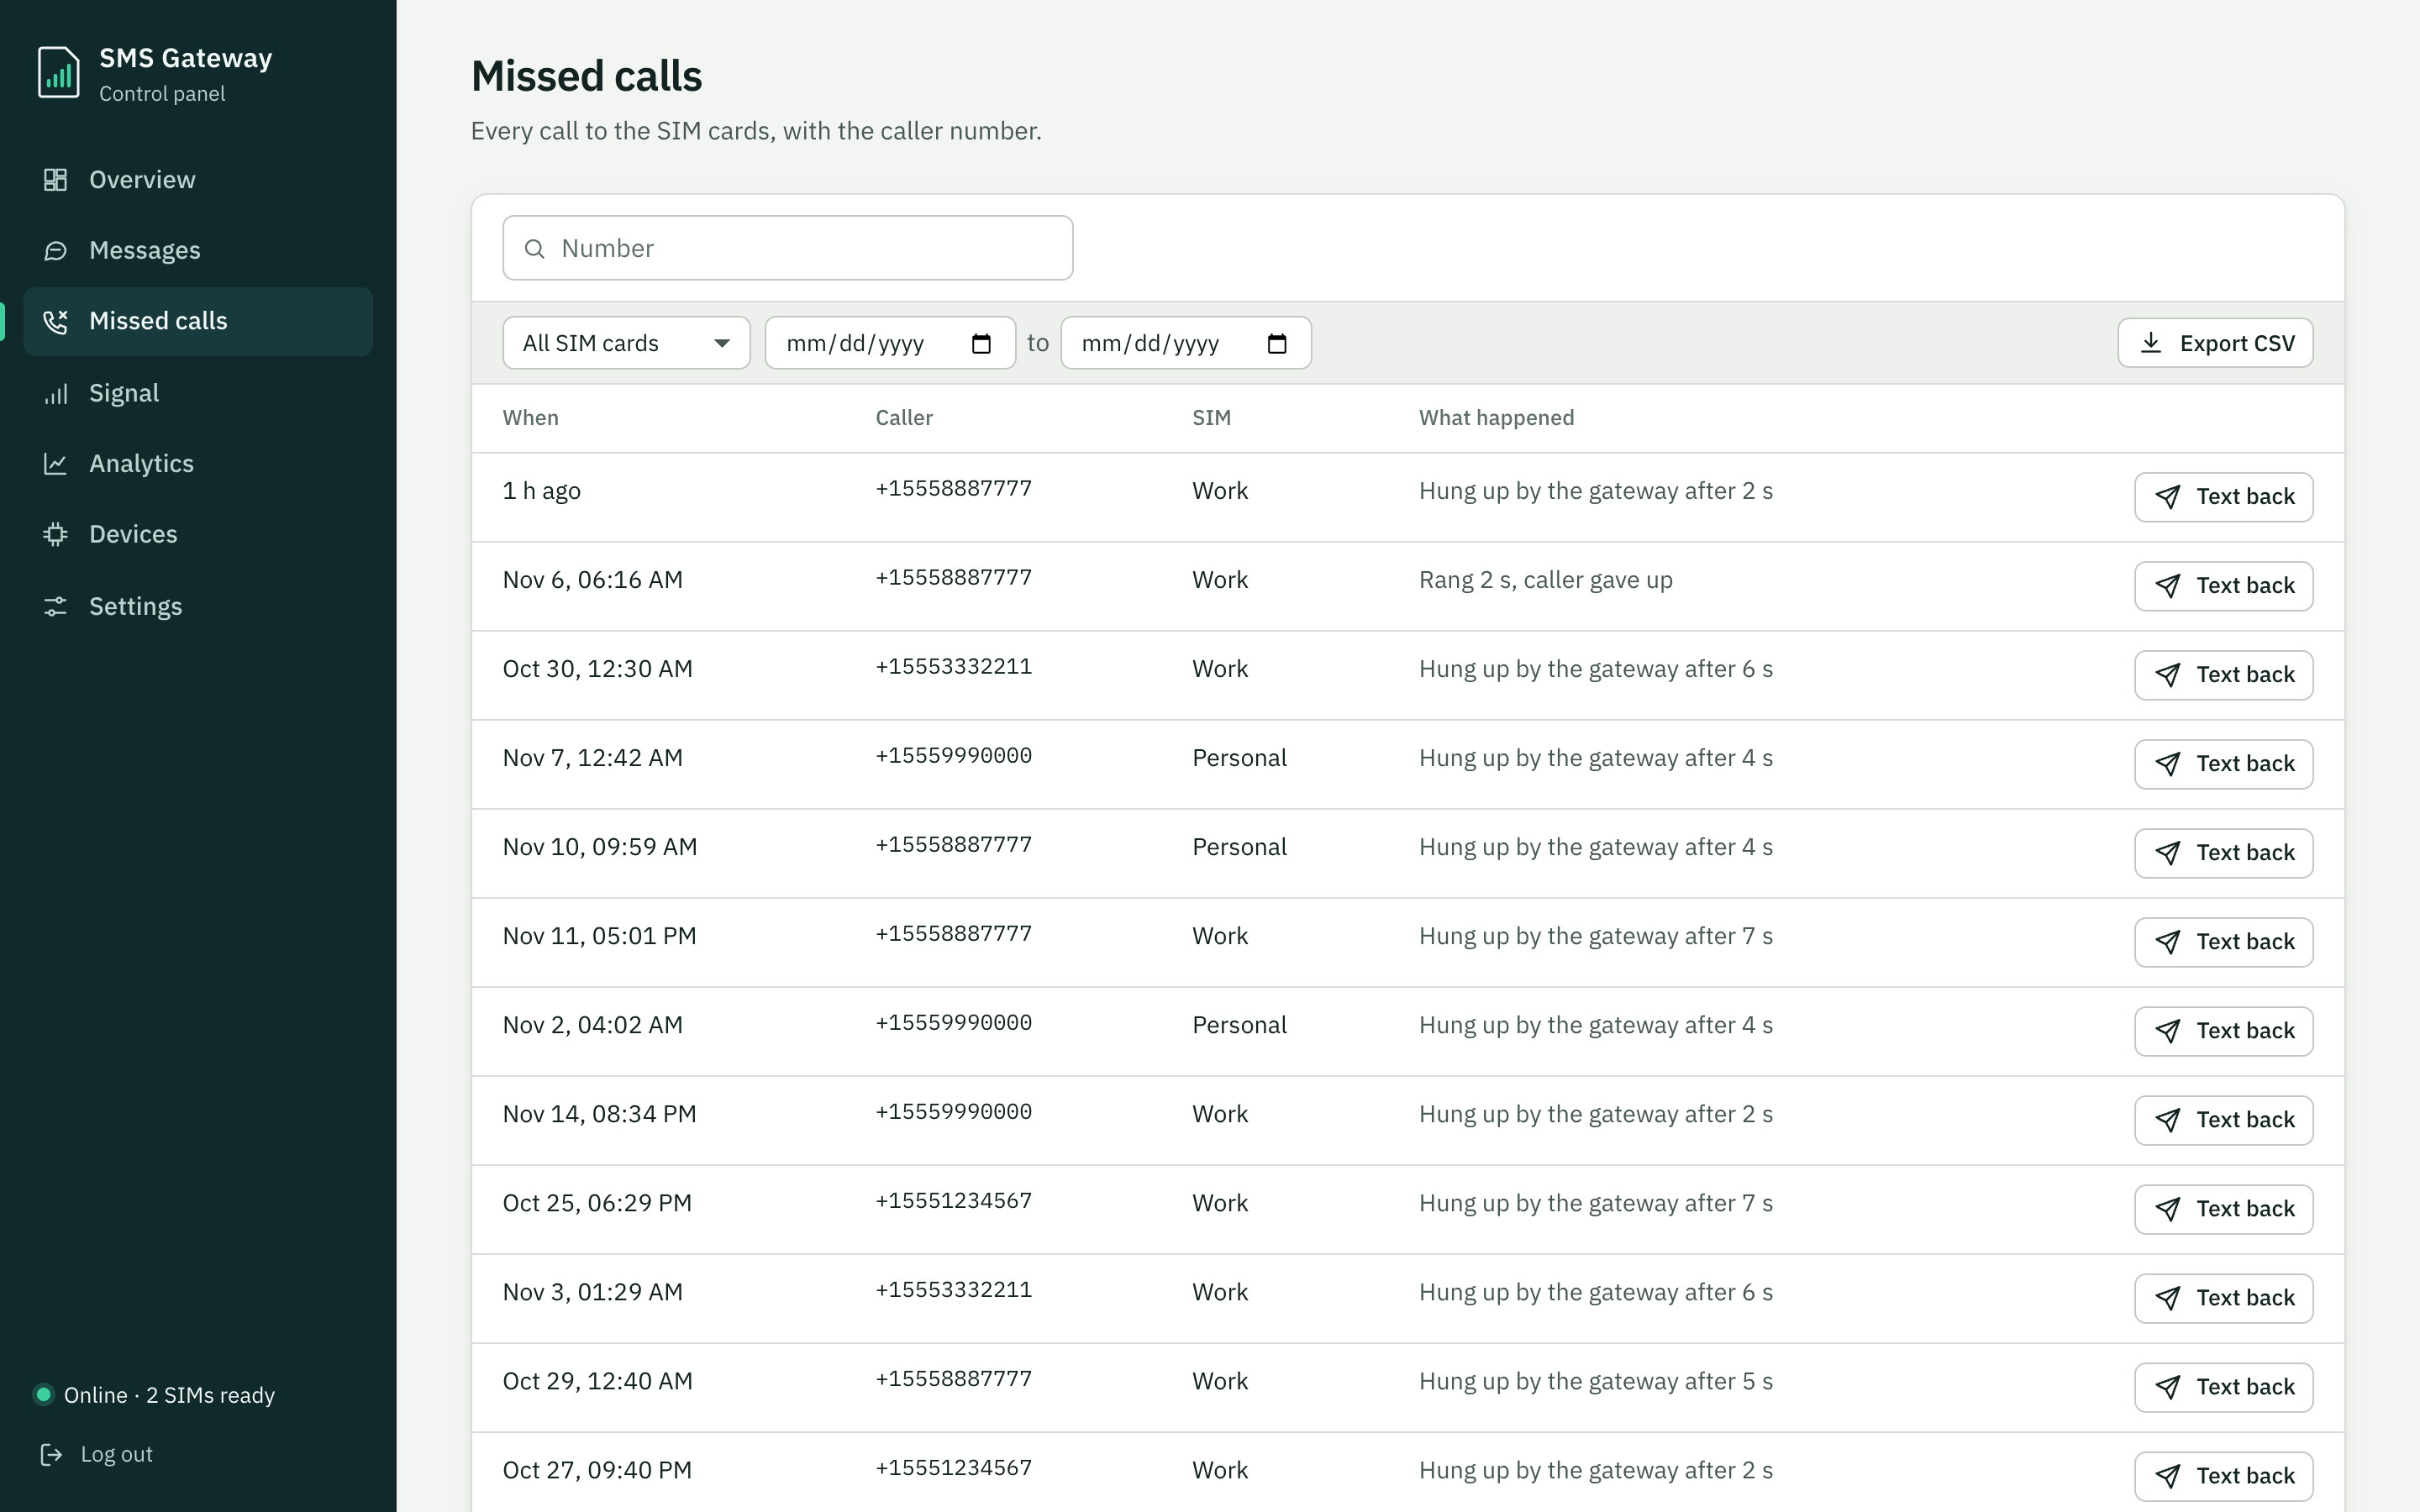 SMS Gateway
Control panel
Overview
Messages
Missed calls
Signal
Analytics
Devices
Settings
Online · 2 SIMs ready
Log out
Missed calls
Every call to the SIM cards, with the caller number.
Number
All SIM cards mm/dd/yyyy to mm/dd/yyyy Export CSV
When Caller SIM What happened
1 h ago +15558887777 Work Hung up by the gateway after 2 s Text back
Nov 6, 06:16 AM +15558887777 Work Rang 2 s, caller gave up Text back
Oct 30, 12:30 AM +15553332211 Work Hung up by the gateway after 6 s Text back
Nov 7, 12:42 AM +15559990000 Personal Hung up by the gateway after 4 s Text back
Nov 10, 09:59 AM +15558887777 Personal Hung up by the gateway after 4 s Text back
Nov 11, 05:01 PM +15558887777 Work Hung up by the gateway after 7 s Text back
Nov 2, 04:02 AM +15559990000 Personal Hung up by the gateway after 4 s Text back
Nov 14, 08:34 PM +15559990000 Work Hung up by the gateway after 2 s Text back
Oct 25, 06:29 PM +15551234567 Work Hung up by the gateway after 7 s Text back
Nov 3, 01:29 AM +15553332211 Work Hung up by the gateway after 6 s Text back
Oct 29, 12:40 AM +15558887777 Work Hung up by the gateway after 5 s Text back
Oct 27, 09:40 PM +15551234567 Work Hung up by the gateway after 2 s Text back